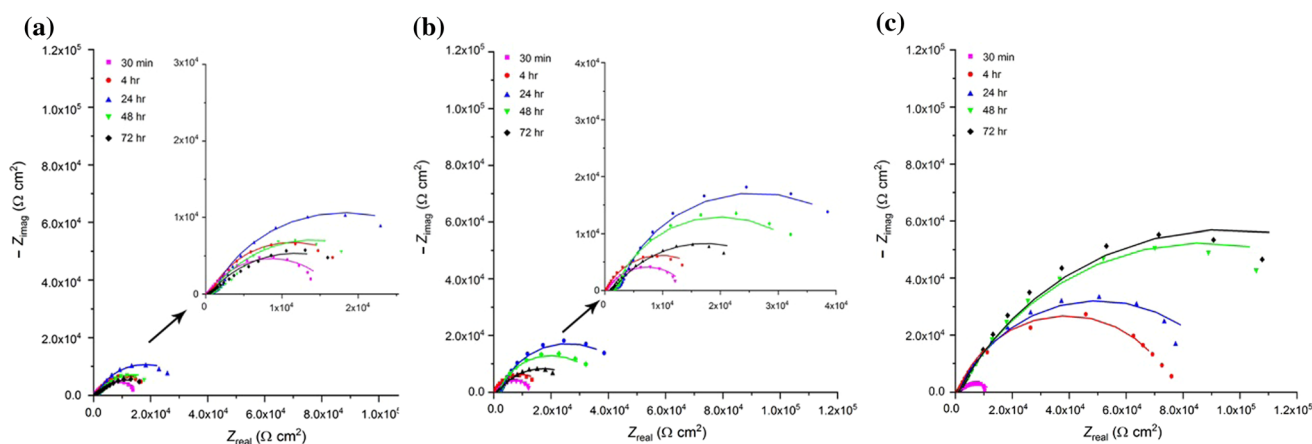 (a)
1.2x10⁵
1.0x10⁵
8.0x10⁴
6.0x10⁴
4.0x10⁴
2.0x10⁴
0.0
− Z_imag (Ω cm²)
30 min
4 hr
24 hr
48 hr
72 hr
3x10⁴
2x10⁴
1x10⁴
0
0 1x10⁴ 2x10⁴
0.0 2.0x10⁴ 4.0x10⁴ 6.0x10⁴ 8.0x10⁴ 1.0x10
Z_real (Ω cm²)
(b)
1.2x10⁵
1.0x10⁵
8.0x10⁴
6.0x10⁴
4.0x10⁴
2.0x10⁴
0.0
− Z_imag (Ω cm²)
30 min
4 hr
24 hr
48 hr
72 hr
4x10⁴
3x10⁴
2x10⁴
1x10⁴
0
0 1x10⁴ 2x10⁴ 3x10⁴ 4x10⁴
0.0 2.0x10⁴ 4.0x10⁴ 6.0x10⁴ 8.0x10⁴ 1.0x10⁵ 1.2x10⁵
Z_real (Ω cm²)
(c)
1.2x10⁵
1.0x10⁵
8.0x10⁴
6.0x10⁴
4.0x10⁴
2.0x10⁴
0.0
− Z_imag (Ω cm²)
30 min
4 hr
24 hr
48 hr
72 hr
0.0 2.0x10⁴ 4.0x10⁴ 6.0x10⁴ 8.0x10⁴ 1.0x10⁵ 1.2x10⁵
Z_real (Ω cm²)